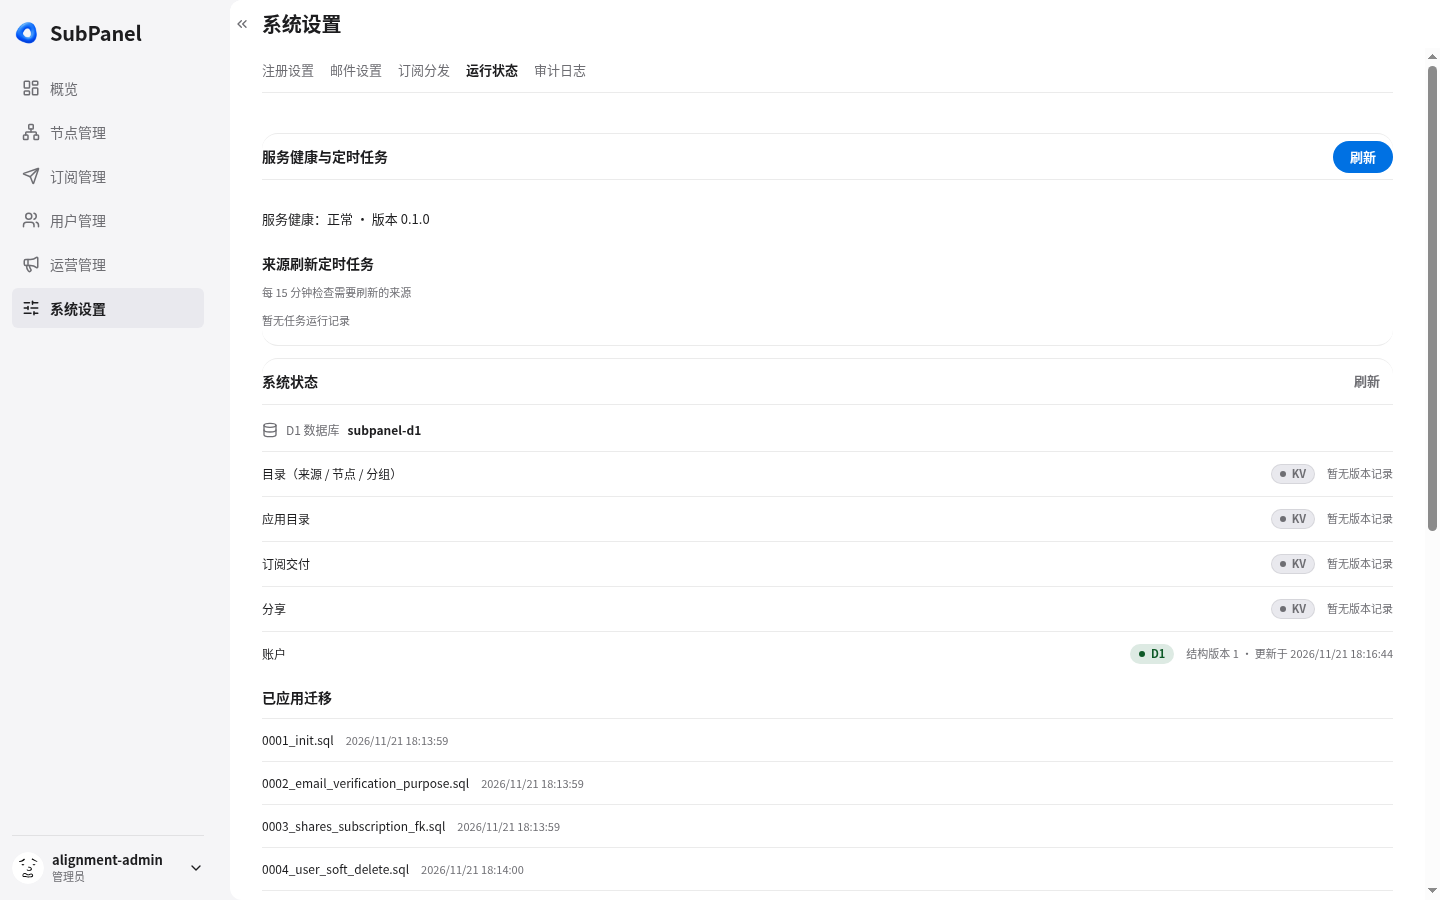 SubPanel
概览
节点管理
订阅管理
用户管理
运营管理
系统设置
alignment-admin
管理员
系统设置
注册设置 邮件设置 订阅分发 运行状态 审计日志
服务健康与定时任务 刷新
服务健康：正常 · 版本 0.1.0
来源刷新定时任务
每 15 分钟检查需要刷新的来源
暂无任务运行记录
系统状态 刷新
D1 数据库 subpanel-d1
目录（来源 / 节点 / 分组） KV 暂无版本记录
应用目录 KV 暂无版本记录
订阅交付 KV 暂无版本记录
分享 KV 暂无版本记录
账户 D1 结构版本 1 · 更新于 2026/11/21 18:16:44
已应用迁移
0001_init.sql 2026/11/21 18:13:59
0002_email_verification_purpose.sql 2026/11/21 18:13:59
0003_shares_subscription_fk.sql 2026/11/21 18:13:59
0004_user_soft_delete.sql 2026/11/21 18:14:00